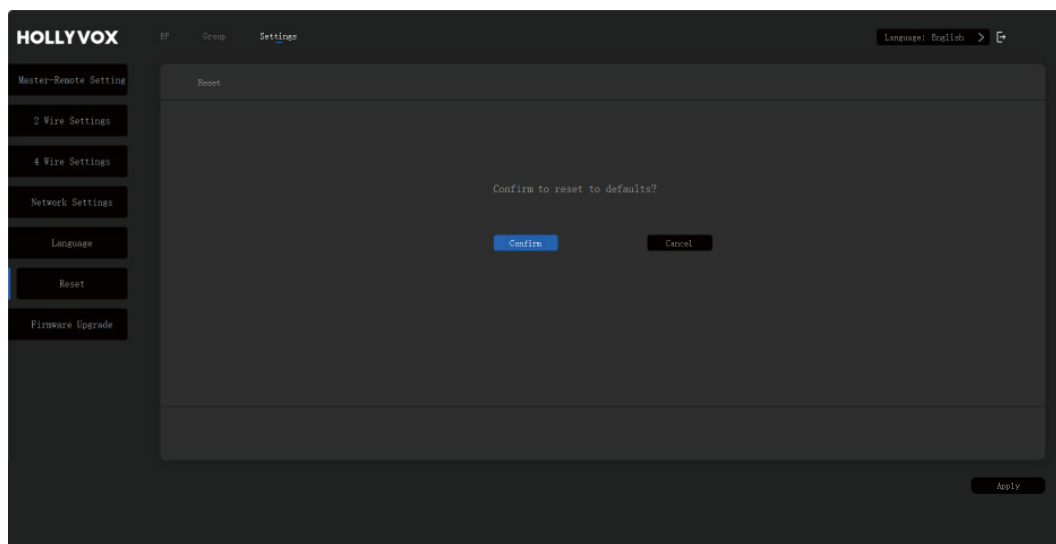 HOLLYVOX
BP Group Settings
Language: English
Master-Remote Setting
2 Wire Settings
4 Wire Settings
Network Settings
Language
Reset
Firmware Upgrade
Reset
Confirm to reset to defaults?
Confirm Cancel
Apply